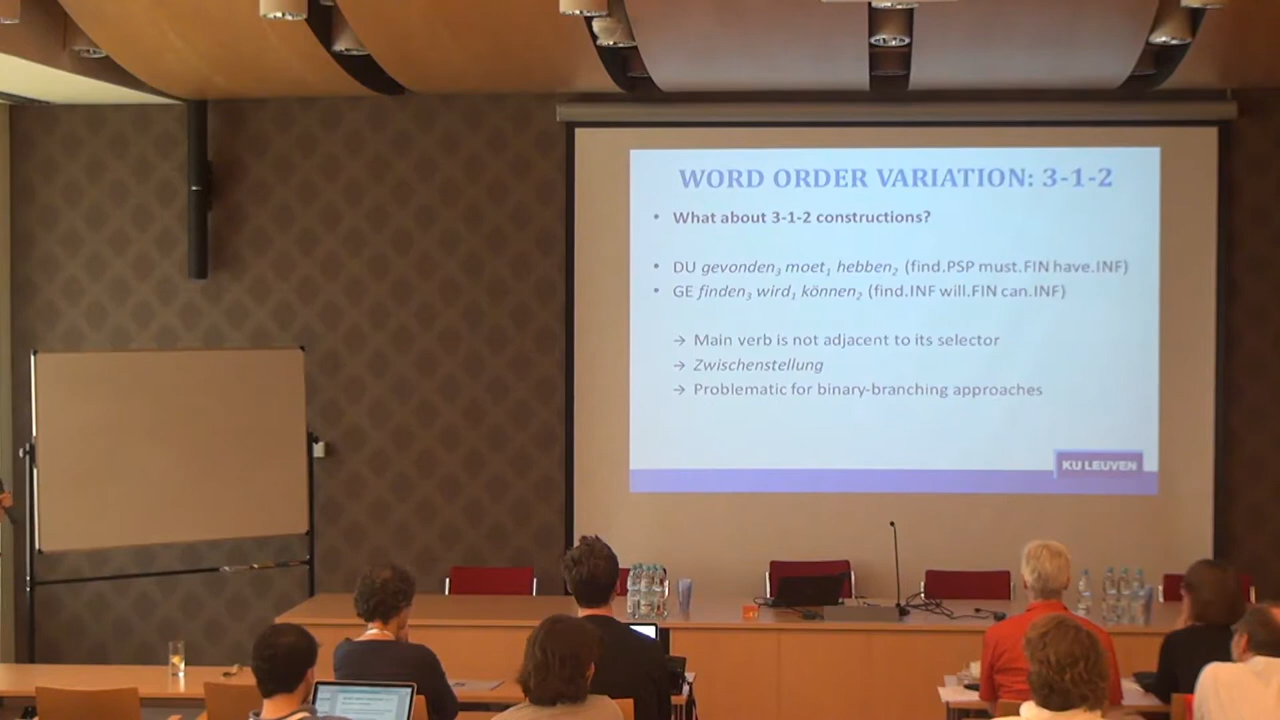 WORD ORDER VARIATION: 3-1-2
• What about 3-1-2 constructions?
• DU gevonden₃ moet₁ hebben₂ (find.PSP must.FIN have.INF)
• GE finden₃ wird₁ können₂ (find.INF will.FIN can.INF)
→ Main verb is not adjacent to its selector
→ Zwischenstellung
→ Problematic for binary-branching approaches
KU LEUVEN